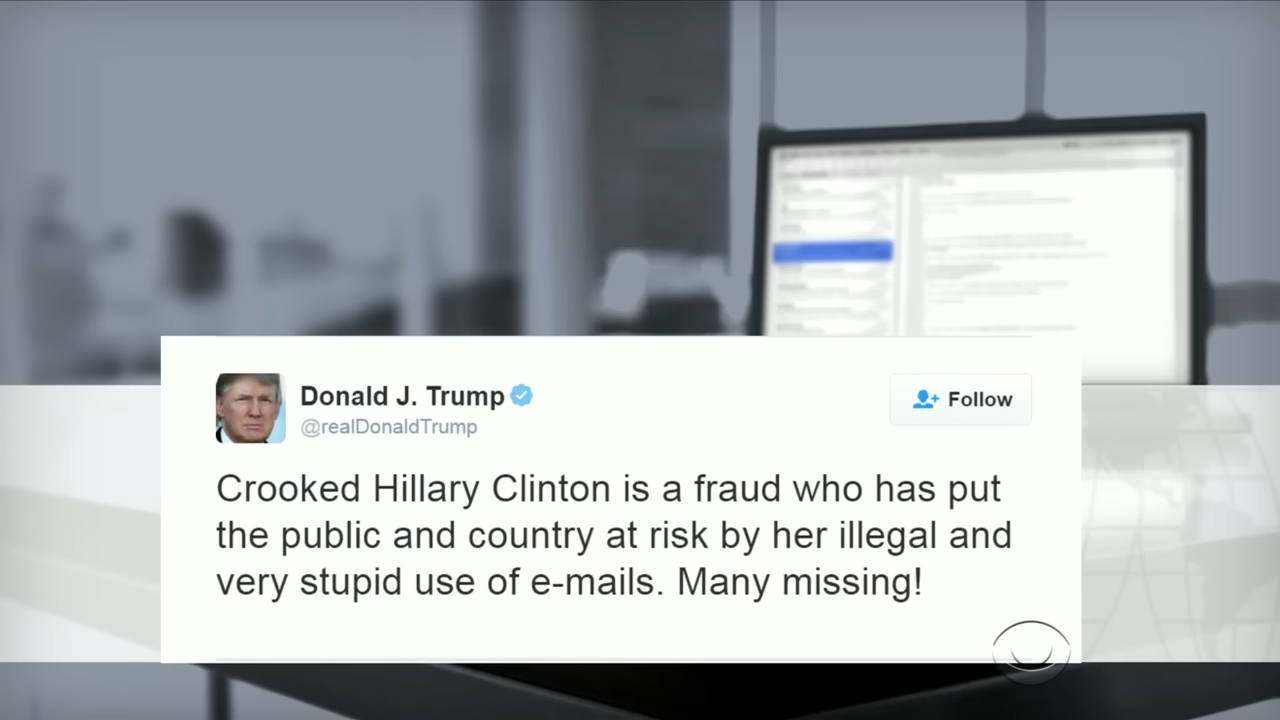 Donald J. Trump
@realDonaldTrump
Follow
Crooked Hillary Clinton is a fraud who has put
the public and country at risk by her illegal and
very stupid use of e-mails. Many missing!